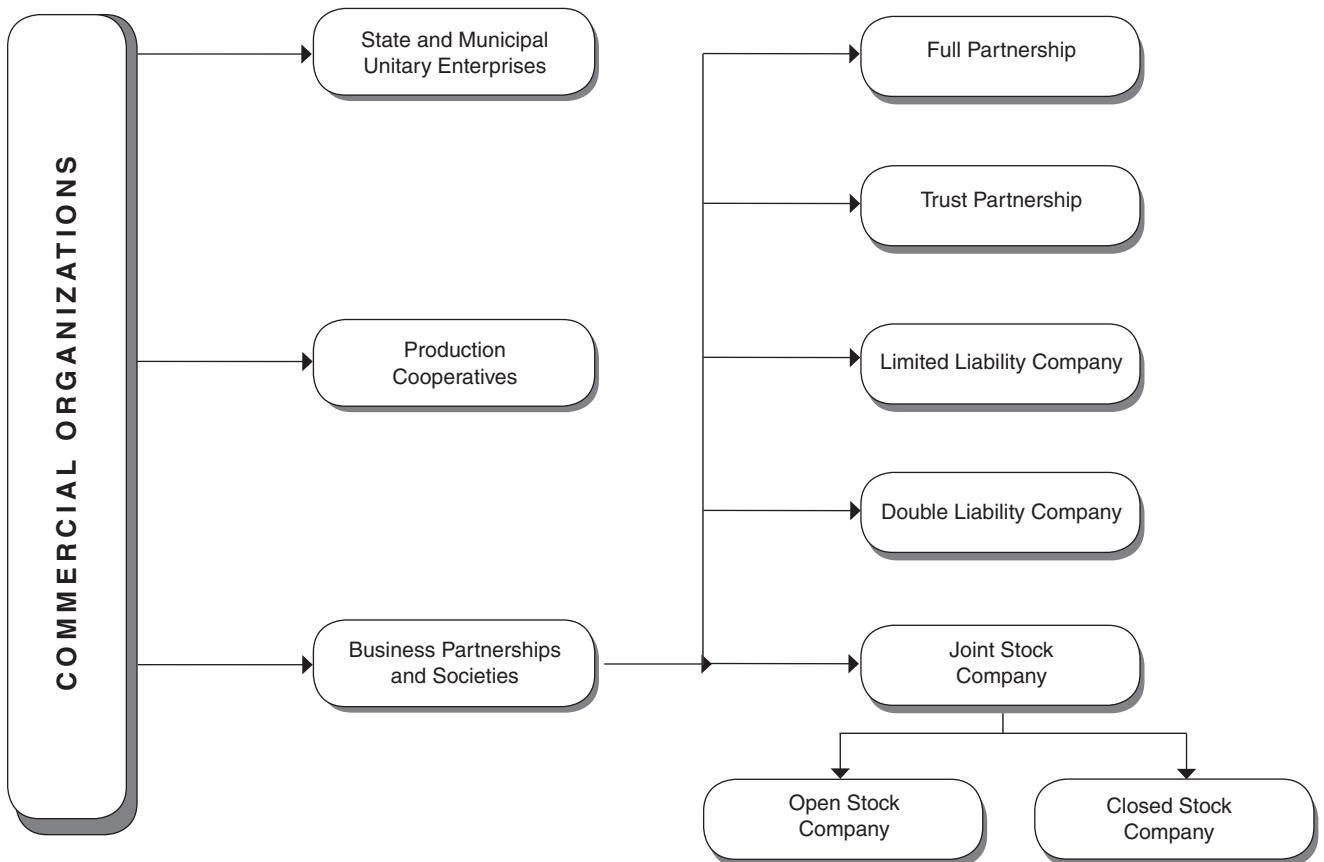 COMMERCIAL ORGANIZATIONS
State and Municipal
Unitary Enterprises
Production
Cooperatives
Business Partnerships
and Societies
Full Partnership
Trust Partnership
Limited Liability Company
Double Liability Company
Joint Stock
Company
Open Stock
Company
Closed Stock
Company